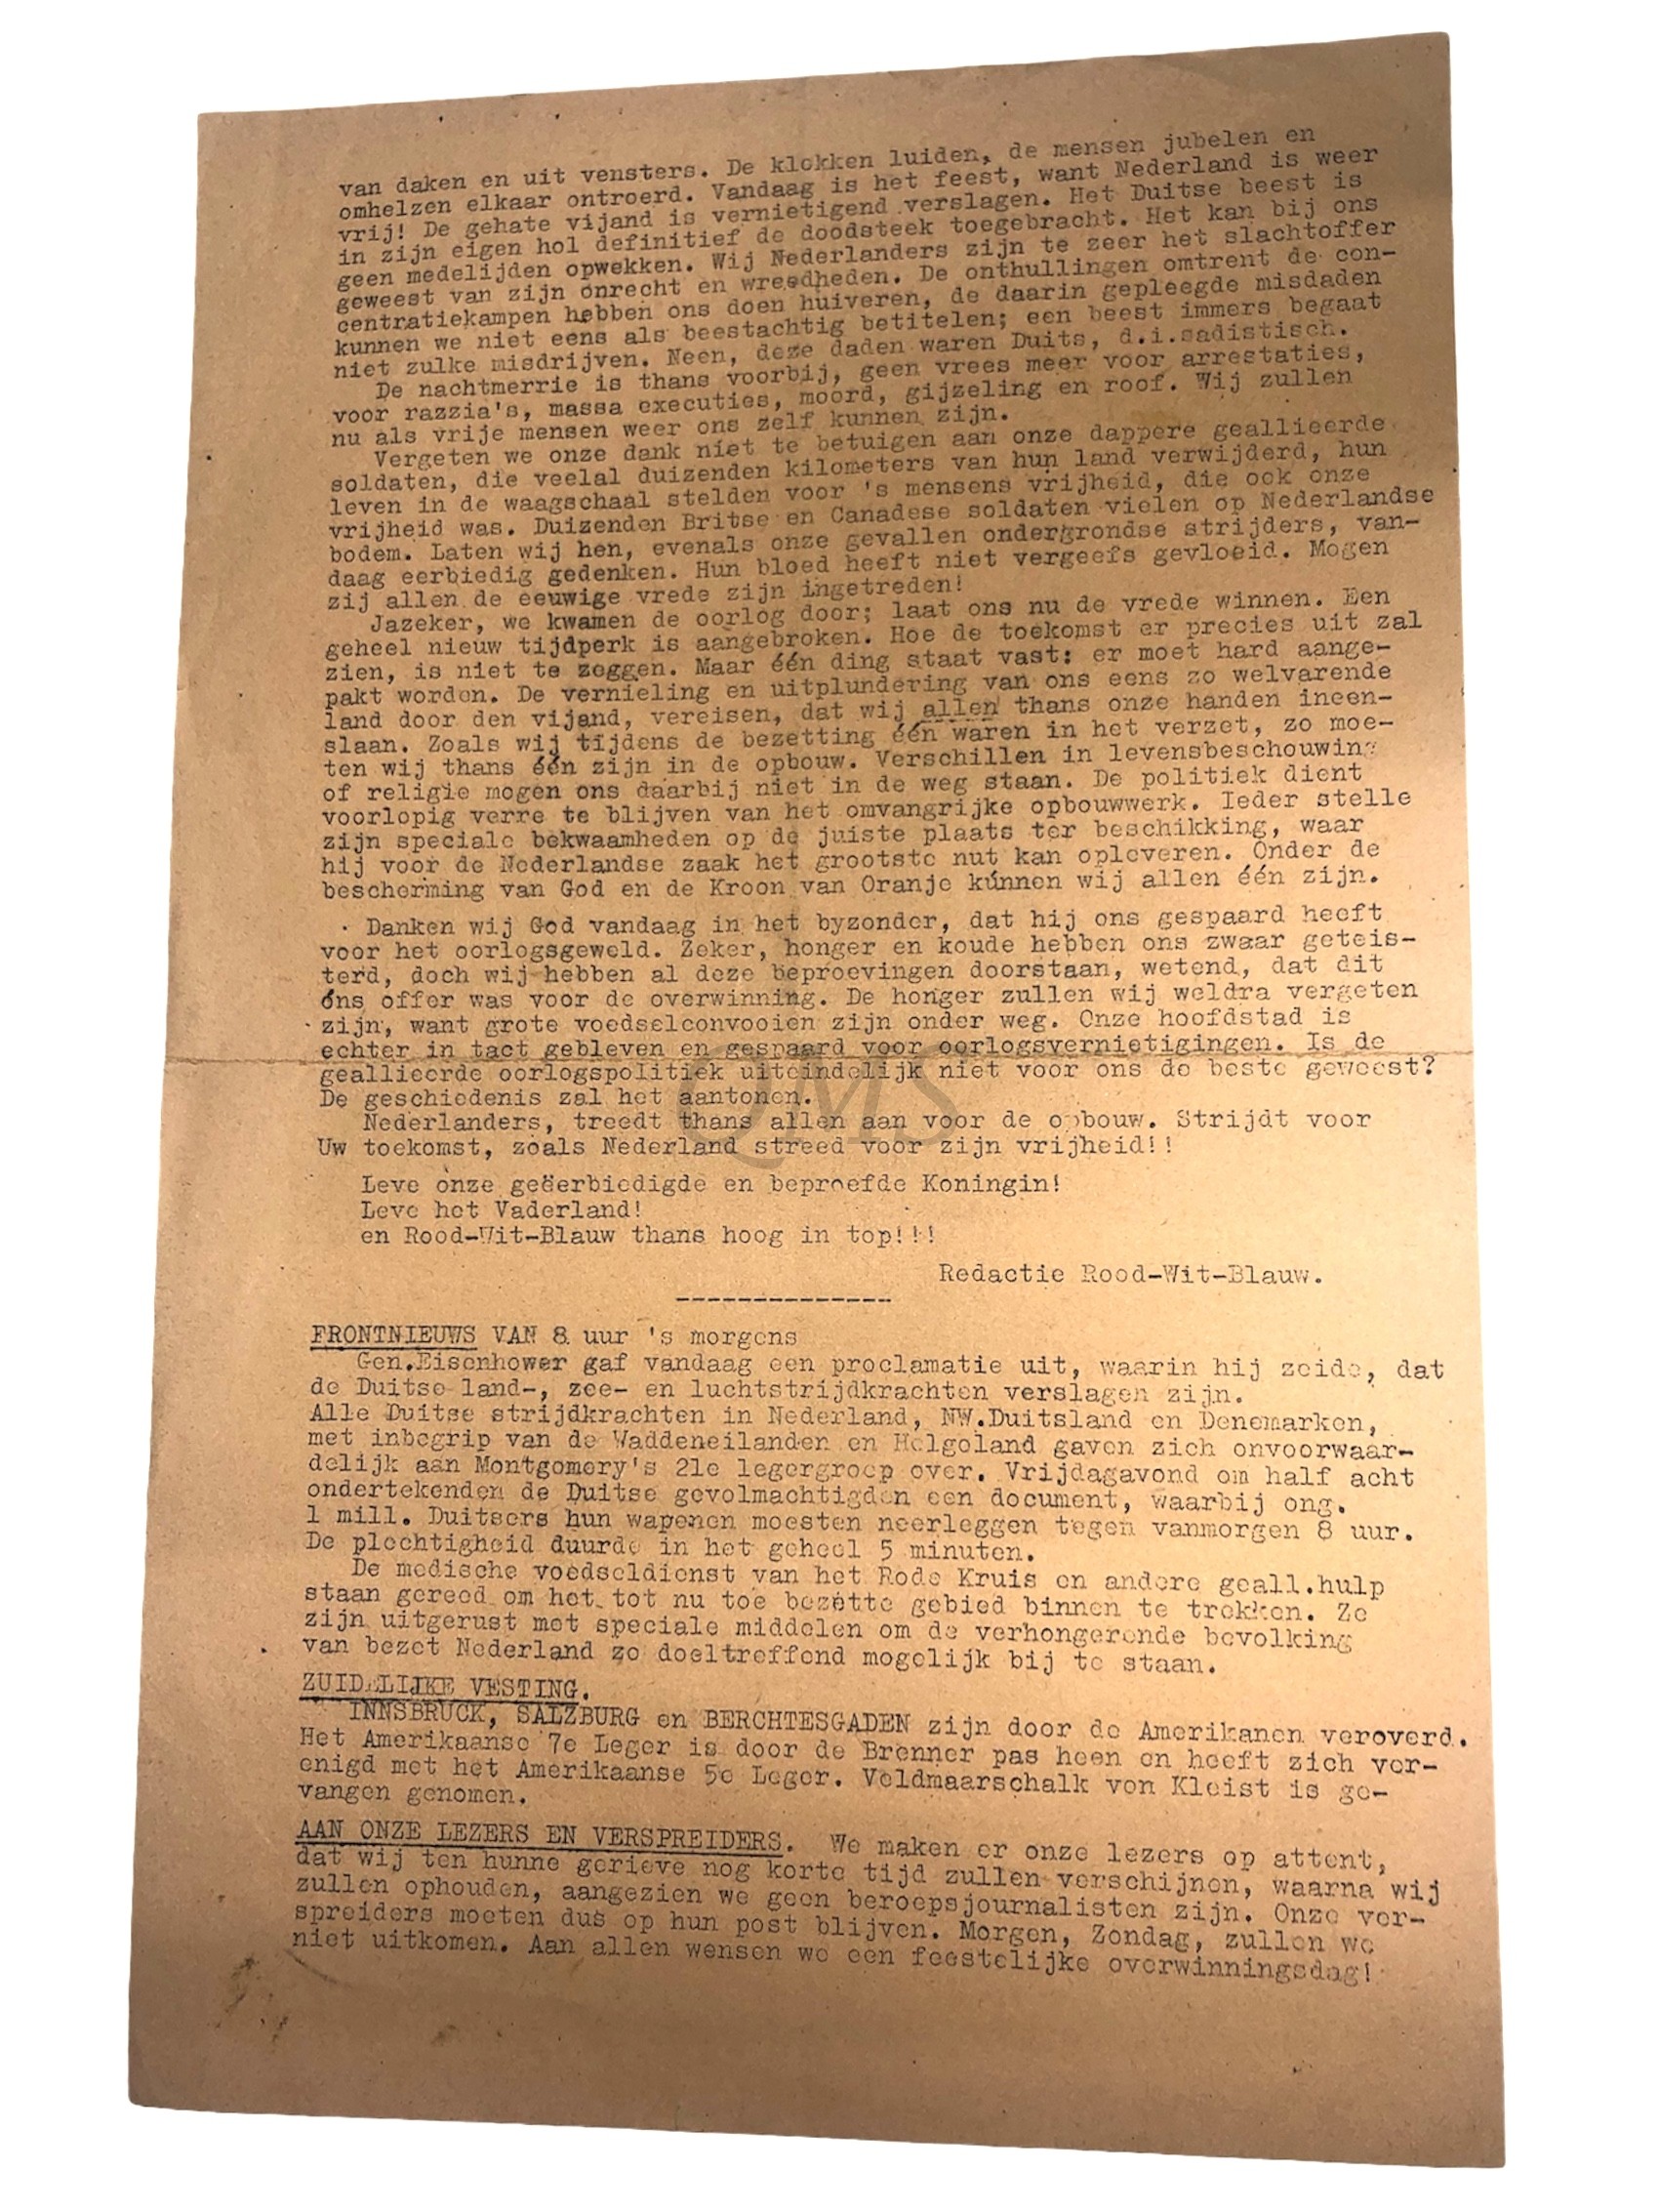 van daken en uit vensters. De klokken luiden, de mensen jubelen en
omhelzen elkaar ontroerd. Vandaag is het feest, want Nederland is weer
vrij! De gehate vijand is vernietigend verslagen. Het Duitse beest is
in zijn eigen hol definitief de doodsteek toegebracht. Het kan bij ons
geen medelijden opwekken. Wij Nederlanders zijn te zeer het slachtoffer
geweest van zijn onrecht en wreedheden. De onthullingen omtrent de con-
centratiekampen hebben ons doen huiveren, de daarin gepleegde misdaden
kunnen we niet eens als beestachtig betitelen; een beest immers begaat
niet zulke misdrijven. Neen, deze daden waren Duits, d.i.sadistisch.
De nachtmerrie is thans voorbij, geen vrees meer voor arrestaties,
voor razzia's, massa executies, moord, gijzeling en roof. Wij zullen
nu als vrije mensen weer ons zelf kunnen zijn.
Vergeten we onze dank niet te betuigen aan onze dappere geallieerde
soldaten, die veelal duizenden kilometers van hun land verwijderd, hun
leven in de waagschaal stelden voor 's mensens vrijheid, die ook onze
vrijheid was. Duizenden Britse en Canadese soldaten vielen op Nederlandse
bodem. Laten wij hen, evenals onze gevallen ondergrondse strijders, van-
daag eerbiedig gedenken. Hun bloed heeft niet vergeefs gevloeid. Mogen
zij allen de eeuwige vrede zijn ingetreden!
Jazeker, we kwamen de oorlog door; laat ons nu de vrede winnen. Een
geheel nieuw tijdperk is aangebroken. Hoe de toekomst er precies uit zal
zien, is niet te zeggen. Maar één ding staat vast: er moet hard aange-
pakt worden. De vernieling en uitplundering van ons eens zo welvarende
land door den vijand, vereisen, dat wij allen thans onze handen ineen-
slaan. Zoals wij tijdens de bezetting één waren in het verzet, zo moe-
ten wij thans één zijn in de opbouw. Verschillen in levensbeschouwing
of religie mogen ons daarbij niet in de weg staan. De politiek dient
voorlopig verre te blijven van het omvangrijke opbouwwerk. Ieder stelle
zijn speciale bekwaamheden op de juiste plaats ter beschikking, waar
hij voor de Nederlandse zaak het grootste nut kan opleveren. Onder de
bescherming van God en de Kroon van Oranje kúnnen wij allen één zijn.
Danken wij God vandaag in het byzonder, dat hij ons gespaard heeft
voor het oorlogsgeweld. Zeker, honger en koude hebben ons zwaar geteis-
terd, doch wij hebben al deze beproevingen doorstaan, wetend, dat dit
óns offer was voor de overwinning. De honger zullen wij weldra vergeten
zijn, want grote voedselconvooien zijn onder weg. Onze hoofdstad is
echter in tact gebleven en gespaard voor oorlogsvernietigingen. Is de
geallieerde oorlogspolitiek uiteindelijk niet voor ons de beste geweest?
De geschiedenis zal het aantonen.
Nederlanders, treedt thans allen aan voor de opbouw. Strijdt voor
Uw toekomst, zoals Nederland streed voor zijn vrijheid!!
Leve onze geëerbiedigde en beproefde Koningin!
Leve het Vaderland!
en Rood-Wit-Blauw thans hoog in top!!!
Redactie Rood-Wit-Blauw.
--------------
FRONTNIEUWS VAN 8 uur 's morgens
Gen.Eisenhower gaf vandaag een proclamatie uit, waarin hij zeide, dat
de Duitse land-, zee- en luchtstrijdkrachten verslagen zijn.
Alle Duitse strijdkrachten in Nederland, NW.Duitsland en Denemarken,
met inbegrip van de Waddeneilanden en Helgoland gaven zich onvoorwaar-
delijk aan Montgomery's 21e legergroep over. Vrijdagavond om half acht
ondertekenden de Duitse gevolmachtigden een document, waarbij ong.
1 mill. Duitsers hun wapenen moesten neerleggen tegen vanmorgen 8 uur.
De plechtigheid duurde in het geheel 5 minuten.
De medische voedseldienst van het Rode Kruis en andere geall.hulp
staan gereed om het tot nu toe bezette gebied binnen te trekken. Ze
zijn uitgerust met speciale middelen om de verhongerende bevolking
van bezet Nederland zo doeltreffend mogelijk bij te staan.
ZUIDELIJKE VESTING.
INNSBRUCK, SALZBURG en BERCHTESGADEN zijn door de Amerikanen veroverd.
Het Amerikaanse 7e Leger is door de Brenner pas heen en heeft zich ver-
enigd met het Amerikaanse 5e Leger. Veldmaarschalk von Kleist is ge-
vangen genomen.
AAN ONZE LEZERS EN VERSPREIDERS. We maken er onze lezers op attent,
dat wij ten hunne gerieve nog korte tijd zullen verschijnen, waarna wij
zullen ophouden, aangezien we geen beroepsjournalisten zijn. Onze ver-
spreiders moeten dus op hun post blijven. Morgen, Zondag, zullen we
niet uitkomen. Aan allen wensen we een feestelijke overwinningsdag!
QMS